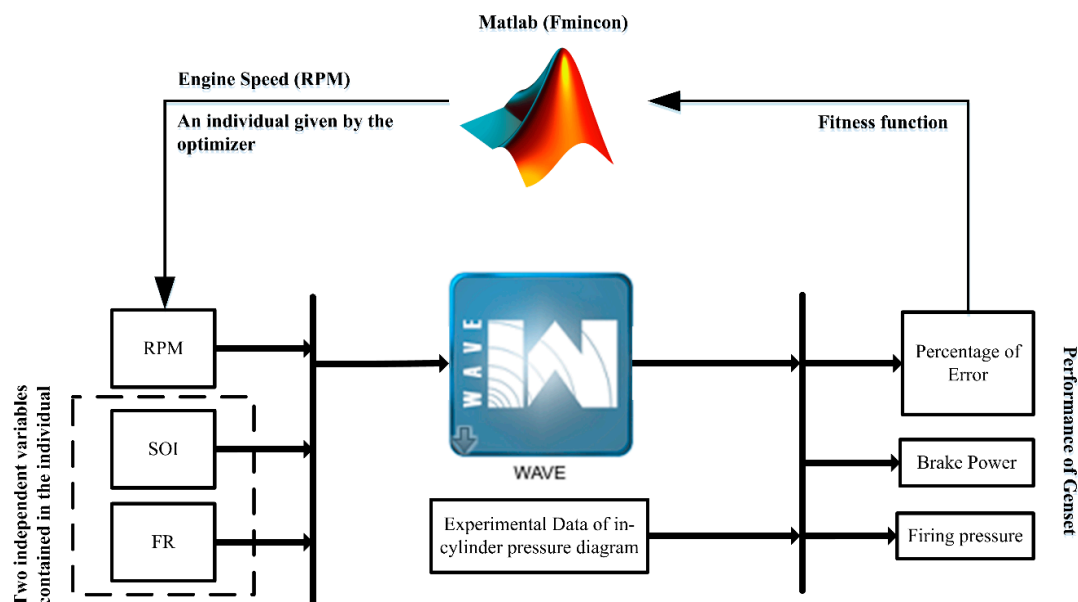 Matlab (Fmincon)
Engine Speed (RPM)
An individual given by the
optimizer
Fitness function
RPM
SOI
FR
Two independent variables
contained in the individual
WAVE
WAVE
Experimental Data of in-
cylinder pressure diagram
Percentage of
Error
Brake Power
Firing pressure
Performance of Genset